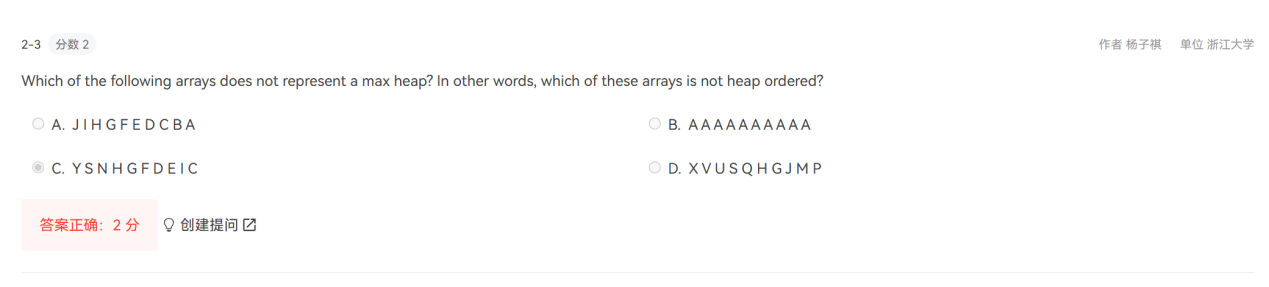 2-3 分数 2 作者 杨子祺 单位 浙江大学
Which of the following arrays does not represent a max heap? In other words, which of these arrays is not heap ordered?
A. J I H G F E D C B A B. A A A A A A A A A A
C. Y S N H G F D E I C D. X V U S Q H G J M P
答案正确：2 分 创建提问